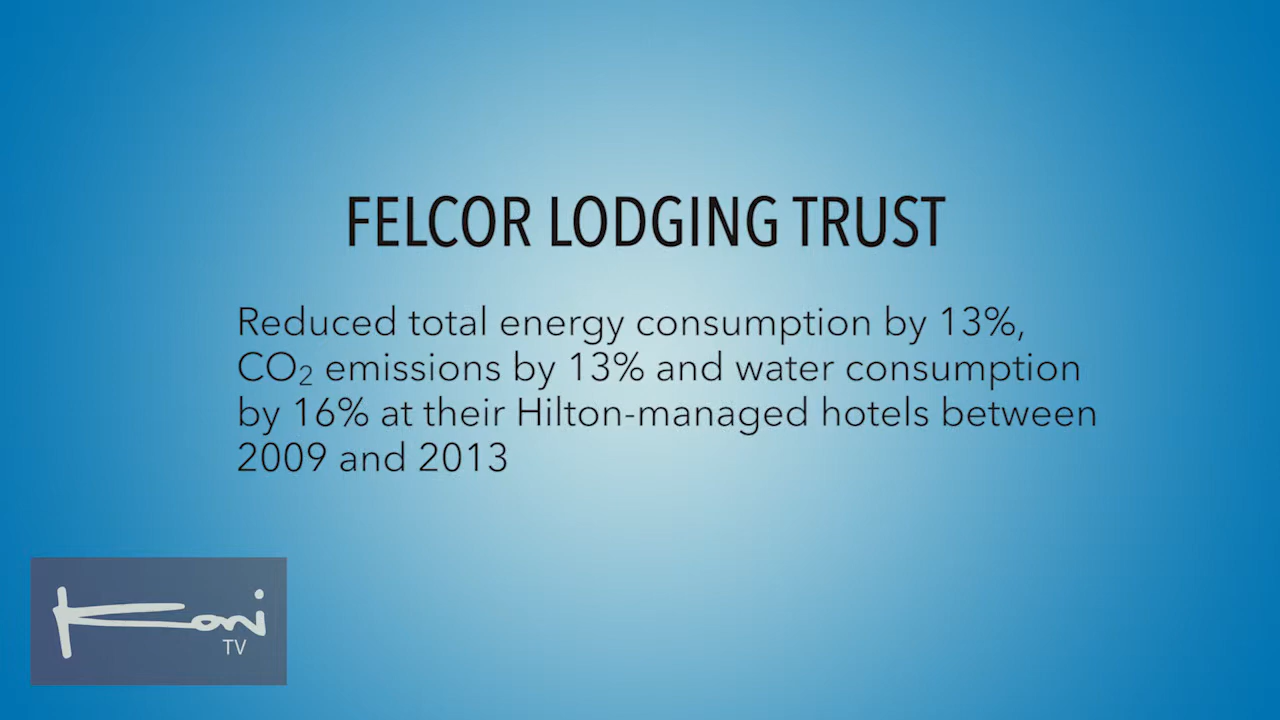 FELCOR LODGING TRUST
Reduced total energy consumption by 13%,
CO₂ emissions by 13% and water consumption
by 16% at their Hilton-managed hotels between
2009 and 2013
Koni
TV